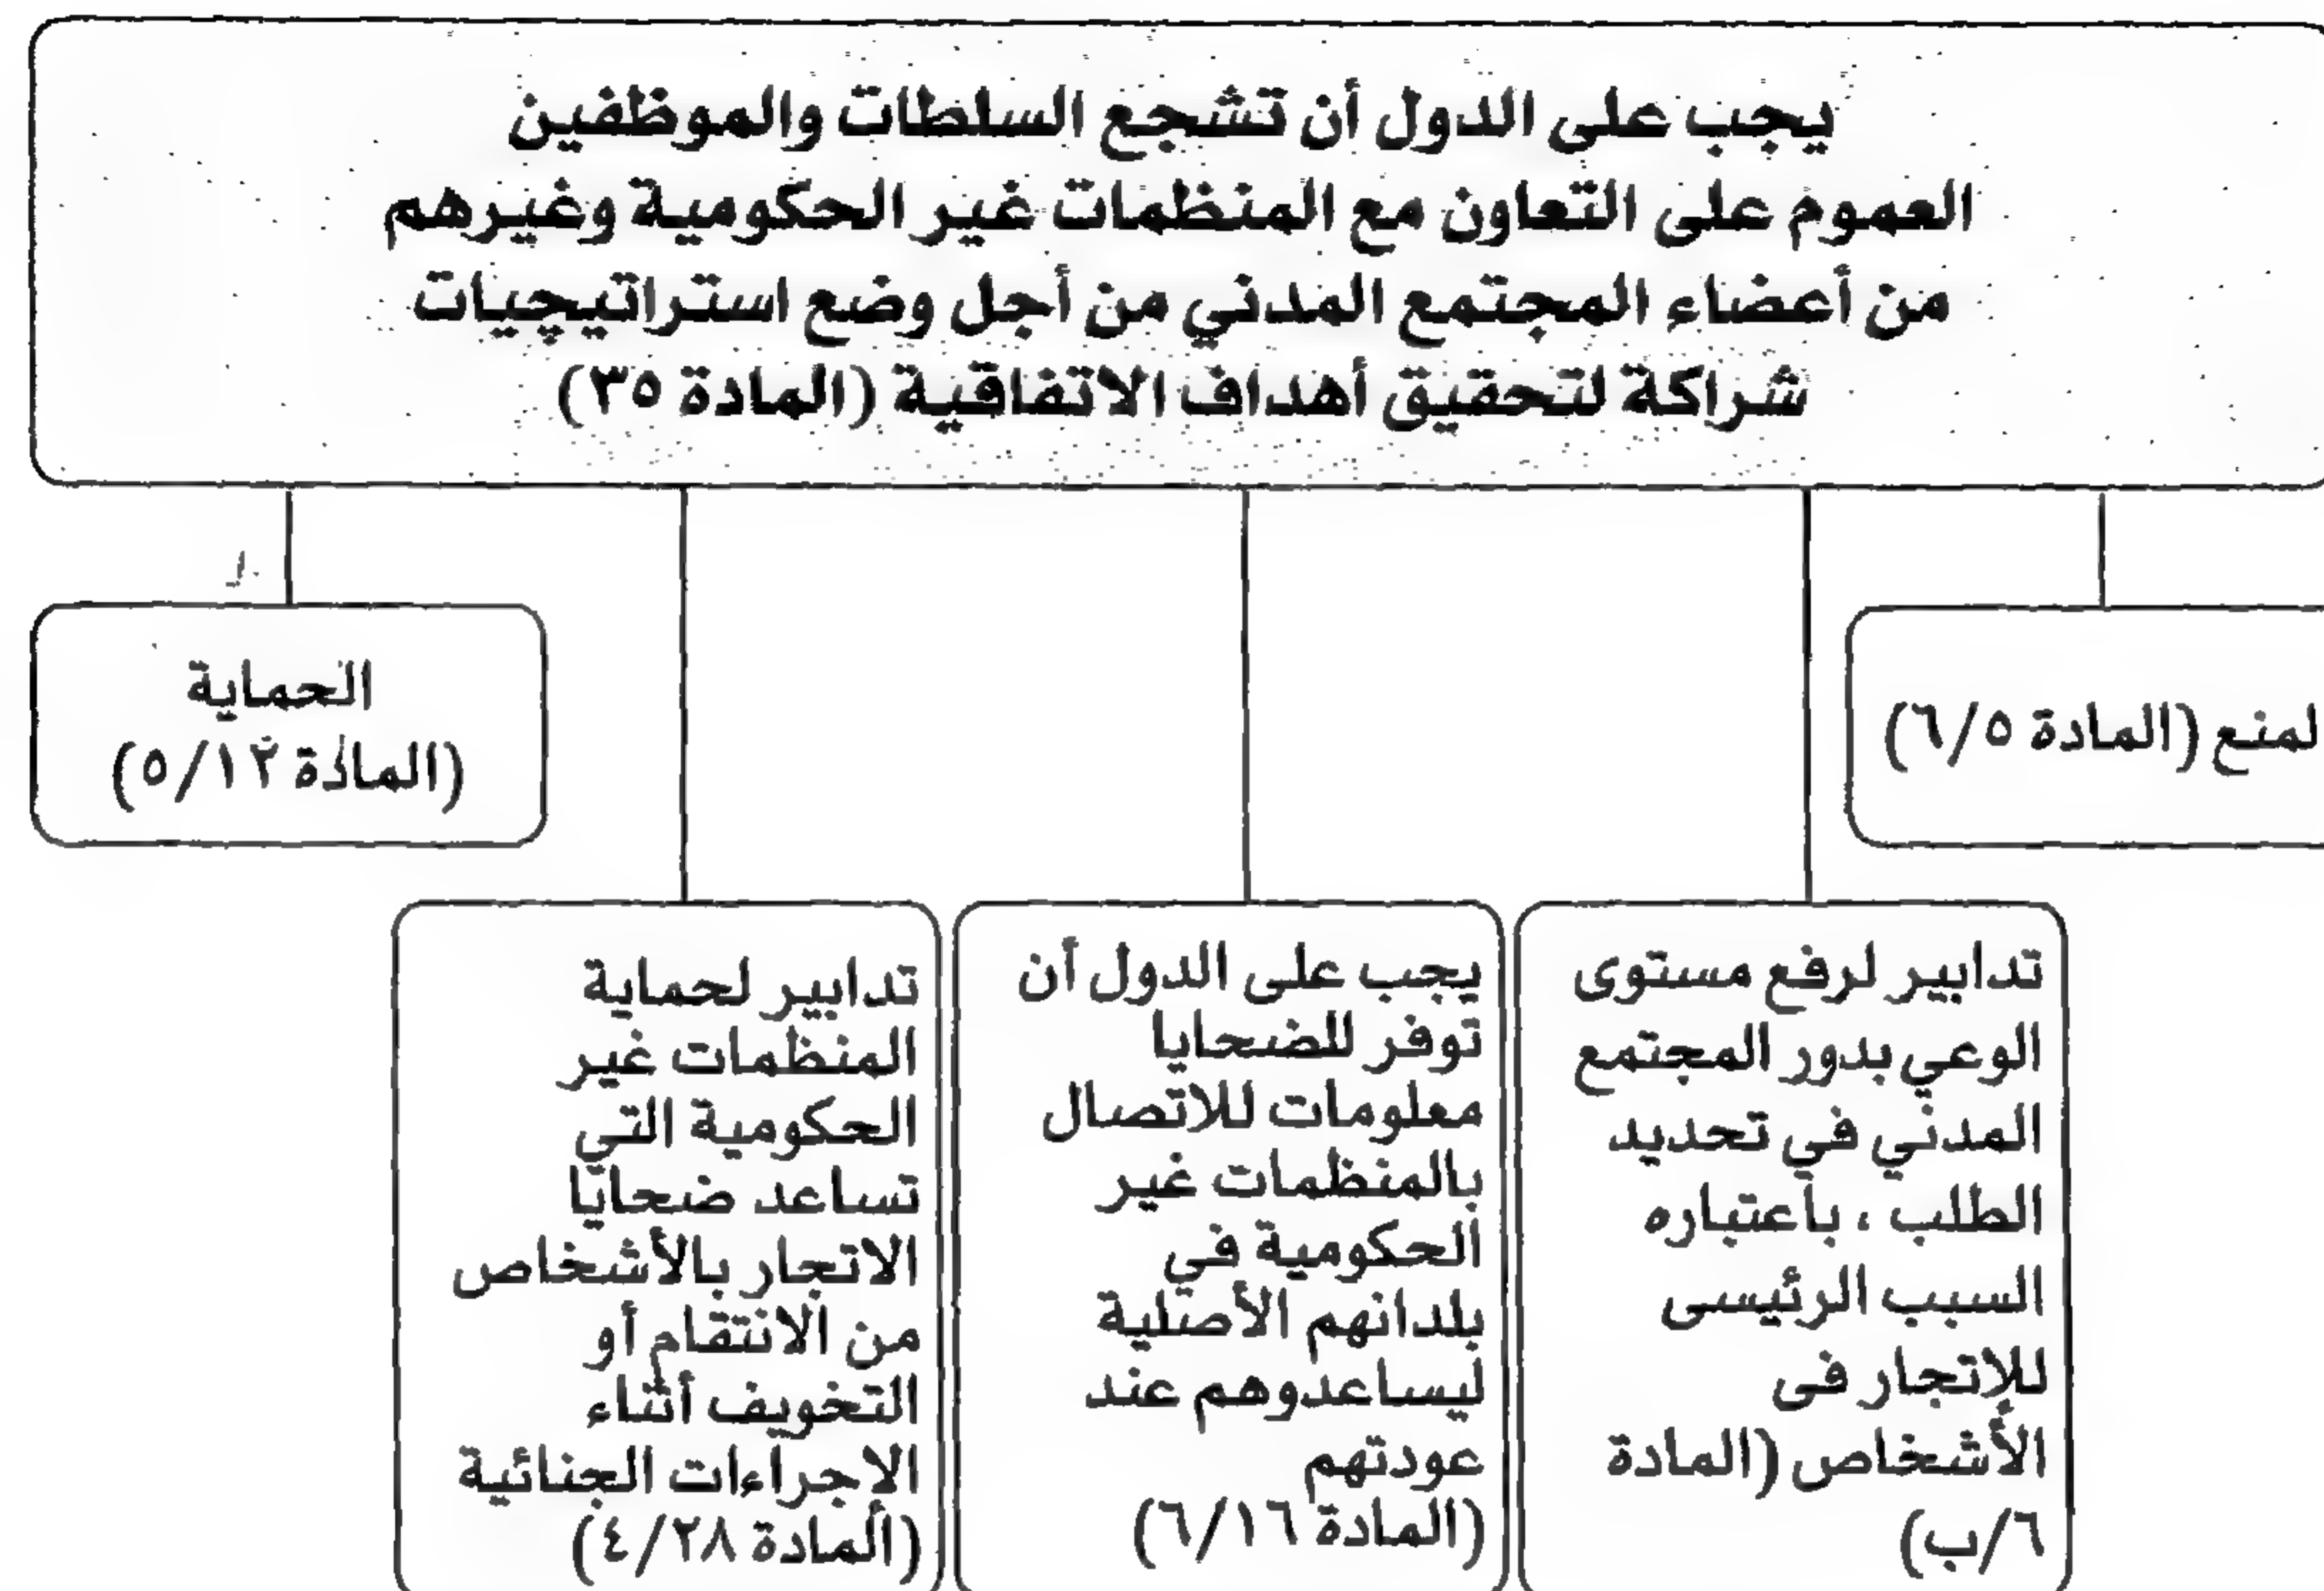 يجب على الدول أن تشجع السلطات والموظفين
العموم على التعاون مع المنظمات غير الحكومية وغيرهم
من أعضاء المجتمع المدني من أجل وضع استراتيچيات
شراكة لتحقيق أهداف الاتفاقية (المادة ٣٥)
لمنع (المادة ٦/٥)
الحماية
(المادة ٥/١٢)
تدابير لرفع مستوى
الوعي بدور المجتمع
المدني في تحديد
الطلب ، باعتباره
السبب الرئيسى
للإتجار فى
الأشخاص (المادة
٦/ب)
يجب على الدول أن
توفر للضحايا
معلومات للاتصال
بالمنظمات غير
الحكومية في
بلدانهم الأصلية
ليساعدوهم عند
عودتهم
(المادة ٦/١٦)
تدابير لحماية
المنظمات غير
الحكومية التي
تساعد ضحايا
الاتجار بالأشخاص
من الانتقام أو
التخويف أثناء
الاجراءات الجنائية
(المادة ٤/٢٨)